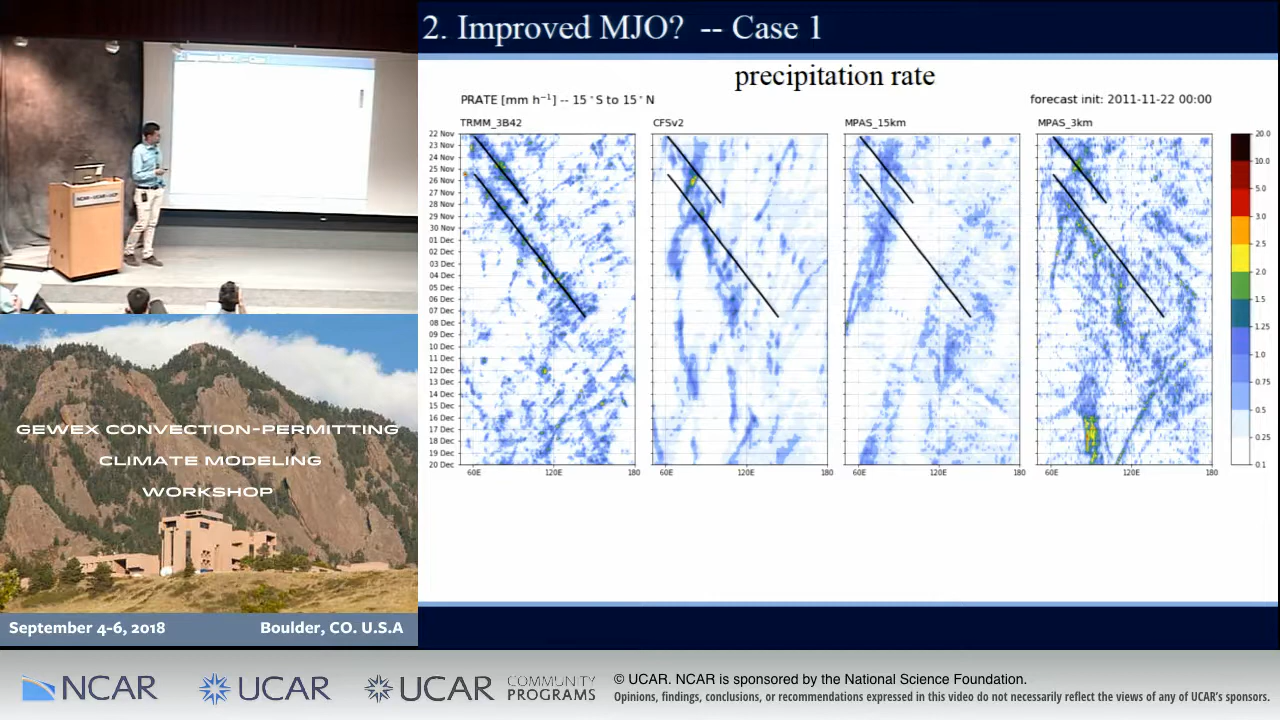 2. Improved MJO? -- Case 1
precipitation rate
PRATE [mm h⁻¹] -- 15°S to 15°N
forecast init: 2011-11-22 00:00
TRMM_3B42
CFSv2
MPAS_15km
MPAS_3km
22 Nov
23 Nov
24 Nov
25 Nov
26 Nov
27 Nov
28 Nov
29 Nov
30 Nov
01 Dec
02 Dec
03 Dec
04 Dec
05 Dec
06 Dec
07 Dec
08 Dec
09 Dec
10 Dec
11 Dec
12 Dec
13 Dec
14 Dec
15 Dec
16 Dec
17 Dec
18 Dec
19 Dec
20 Dec
60E 120E 180
60E 120E 180
60E 120E 180
60E 120E 180
20.0
10.0
5.0
3.0
2.5
2.0
1.5
1.0
0.75
0.5
0.25
0.1
NCAR-UCAR-UCP
GEWEX CONVECTION-PERMITTING
CLIMATE MODELING
WORKSHOP
September 4-6, 2018 Boulder, CO. U.S.A
NCAR
UCAR
UCAR
COMMUNITY
PROGRAMS
© UCAR. NCAR is sponsored by the National Science Foundation.
Opinions, findings, conclusions, or recommendations expressed in this video do not necessarily reflect the views of any of UCAR's sponsors.